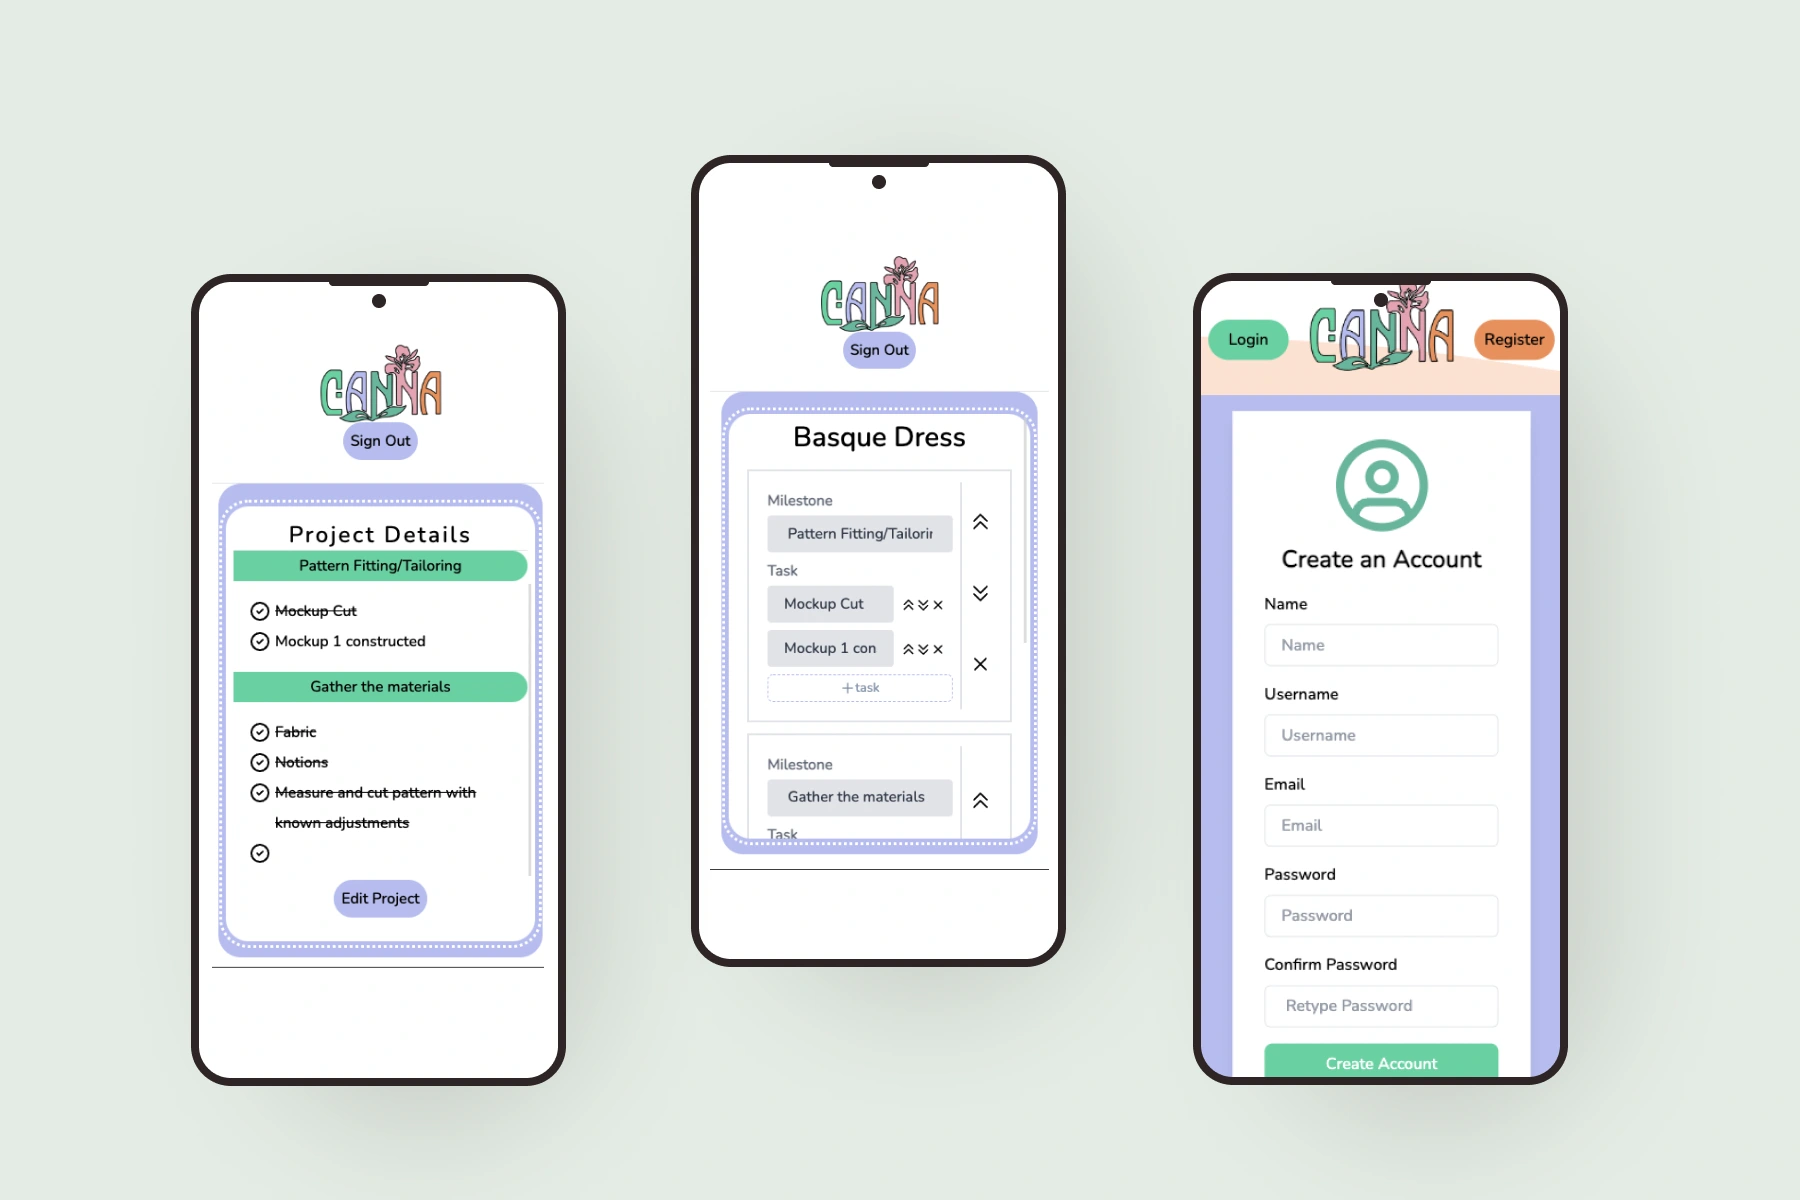 CANNA
Sign Out
Project Details
Pattern Fitting/Tailoring
Mockup Cut
Mockup 1 constructed
Gather the materials
Fabric
Notions
Measure and cut pattern with
known adjustments
Edit Project
CANNA
Sign Out
Basque Dress
Milestone
Pattern Fitting/Tailorir
Task
Mockup Cut
Mockup 1 con
+task
Milestone
Gather the materials
Task
Login
CANNA
Register
Create an Account
Name
Name
Username
Username
Email
Email
Password
Password
Confirm Password
Retype Password
Create Account